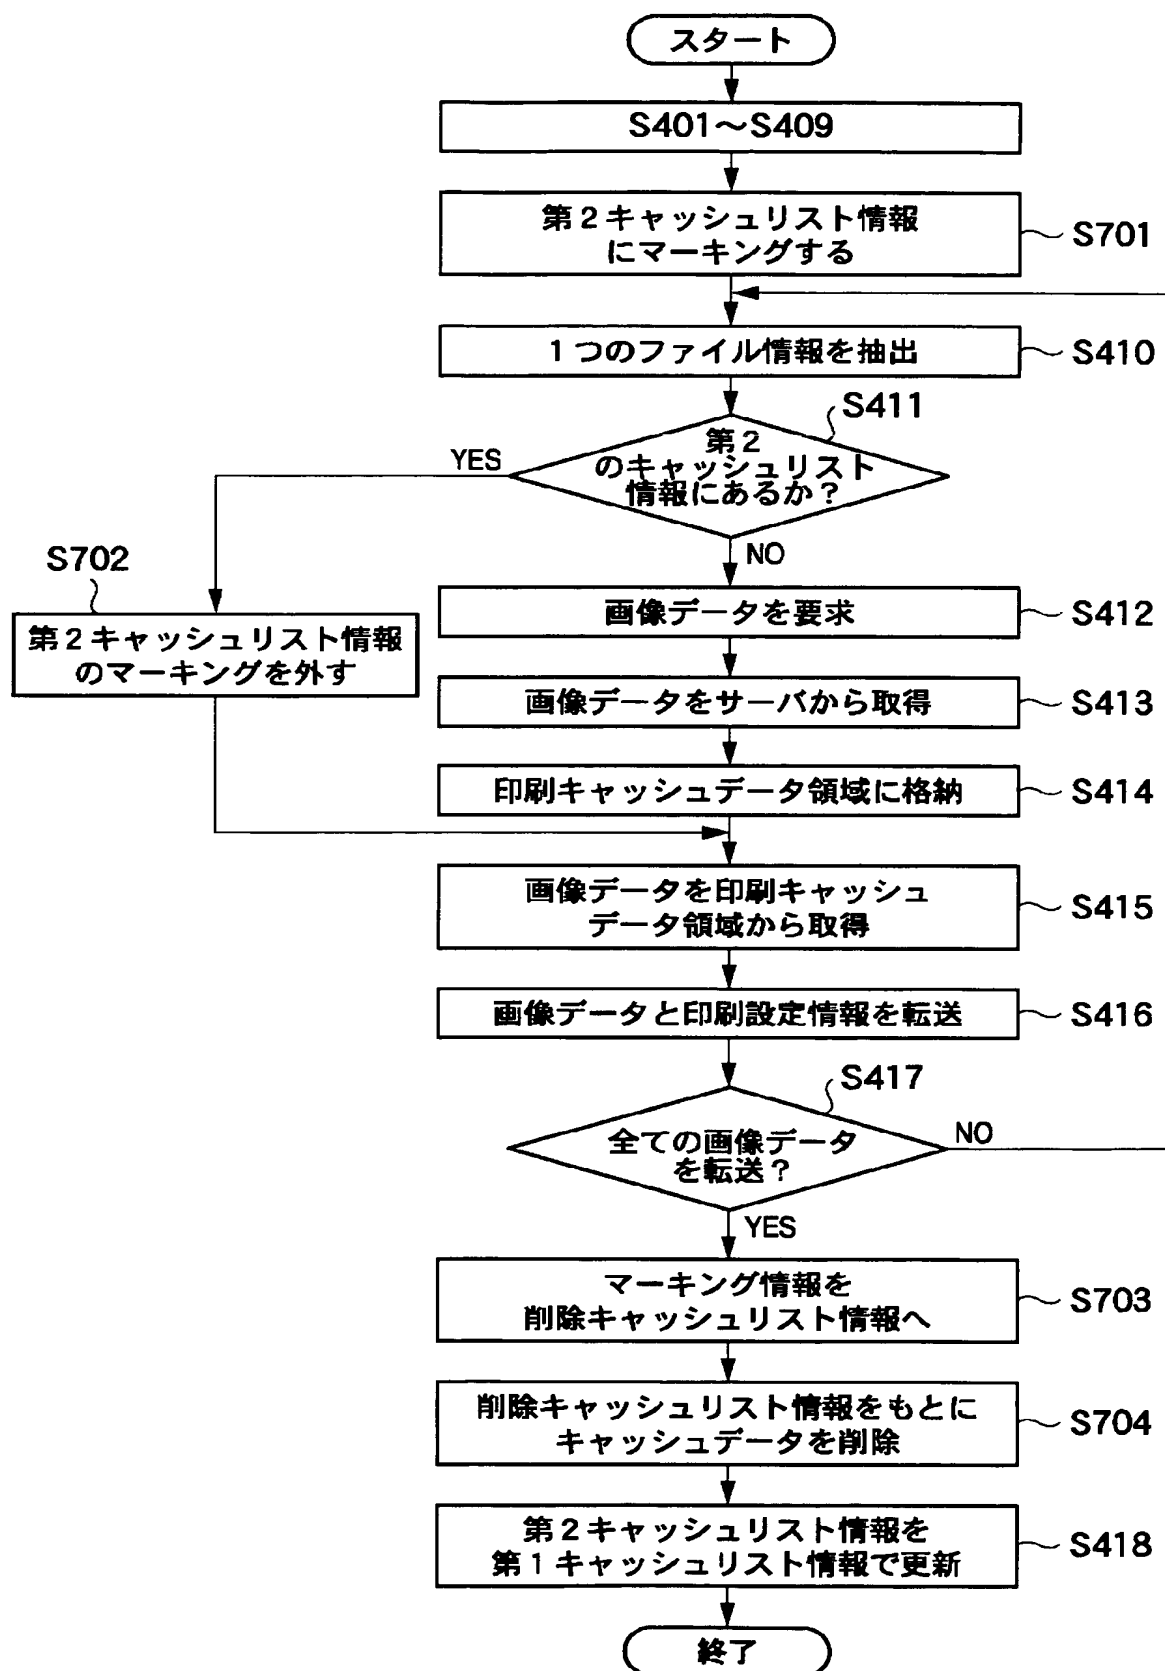 スタート
S401〜S409
第2キャッシュリスト情報
にマーキングする
S701
1つのファイル情報を抽出
S410
S411
第2
のキャッシュリスト
情報にあるか？
YES
NO
S702
第2キャッシュリスト情報
のマーキングを外す
画像データを要求
S412
画像データをサーバから取得
S413
印刷キャッシュデータ領域に格納
S414
画像データを印刷キャッシュ
データ領域から取得
S415
画像データと印刷設定情報を転送
S416
S417
全ての画像データ
を転送？
NO
YES
マーキング情報を
削除キャッシュリスト情報へ
S703
削除キャッシュリスト情報をもとに
キャッシュデータを削除
S704
第2キャッシュリスト情報を
第1キャッシュリスト情報で更新
S418
終了